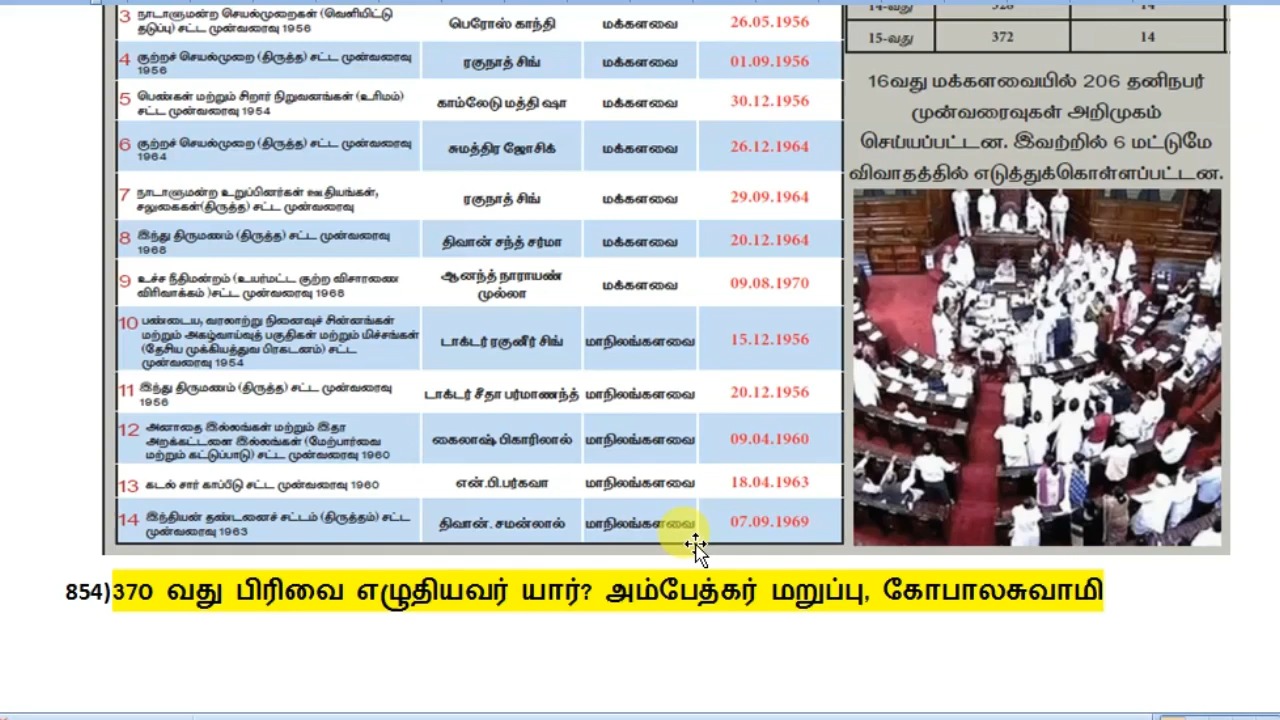 3 நாடாளுமன்ற செயல்முறைகள் (வெளியிட்டு
தடுப்பு) சட்ட முன்வரைவு 1956
பெரோஸ் காந்தி
மக்களவை
26.05.1956
4 குற்றச் செயல்முறை (திருத்த) சட்ட முன்வரைவு
1956
ரகுநாத் சிங்
மக்களவை
01.09.1956
5 பெண்கள் மற்றும் சிறார் நிறுவனங்கள் (உரிமம்)
சட்ட முன்வரைவு 1954
காம்லேடு மத்தி ஷா
மக்களவை
30.12.1956
6 குற்றச் செயல்முறை (திருத்த) சட்ட முன்வரைவு
1964
சுமத்திர ஜோசிக்
மக்களவை
26.12.1964
7 நாடாளுமன்ற உறுப்பினர்கள் ஊதியங்கள்,
சலுகைகள்(திருத்த) சட்ட முன்வரைவு
ரகுநாத் சிங்
மக்களவை
29.09.1964
8 இந்து திருமணம் (திருத்த) சட்ட முன்வரைவு
1968
திவான் சந்த் சர்மா
மக்களவை
20.12.1964
9 உச்ச நீதிமன்றம் (உயர்மட்ட குற்ற விசாரணை
விரிவாக்கம் )சட்ட முன்வரைவு 1968
ஆனந்த் நாராயண்
முல்லா
மக்களவை
09.08.1970
10 பண்டைய, வரலாற்று நினைவுச் சின்னங்கள்
மற்றும் அகழ்வாய்வுத் பகுதிகள் மற்றும் மிச்சங்கள்
(தேசிய முக்கியத்துவ பிரகடனம்) சட்ட
முன்வரைவு 1954
டாக்டர் ரகுவீர் சிங்
மாநிலங்களவை
15.12.1956
11 இந்து திருமணம் (திருத்த) சட்ட முன்வரைவு
1956
டாக்டர் சீதா பர்மாணந்த்
மாநிலங்களவை
20.12.1956
12 அனாதை இல்லங்கள் மற்றும் இதர
அறக்கட்டளை இல்லங்கள் (மேற்பார்வை
மற்றும் கட்டுப்பாடு) சட்ட முன்வரைவு 1960
கைலாஷ் பிகாரிலால்
மாநிலங்களவை
09.04.1960
13 கடல் சார் காப்பீடு சட்ட முன்வரைவு 1960
என்.பி.பர்கவா
மாநிலங்களவை
18.04.1963
14 இந்தியன் தண்டனைச் சட்டம் (திருத்தம்) சட்ட
முன்வரைவு 1963
திவான். சமன்லால்
மாநிலங்களவை
07.09.1969
14-வது 328 14
15-வது 372 14
16வது மக்களவையில் 206 தனிநபர்
முன்வரைவுகள் அறிமுகம்
செய்யப்பட்டன. இவற்றில் 6 மட்டுமே
விவாதத்தில் எடுத்துக்கொள்ளப்பட்டன.
854)370 வது பிரிவை எழுதியவர் யார்? அம்பேத்கர் மறுப்பு, கோபாலசுவாமி